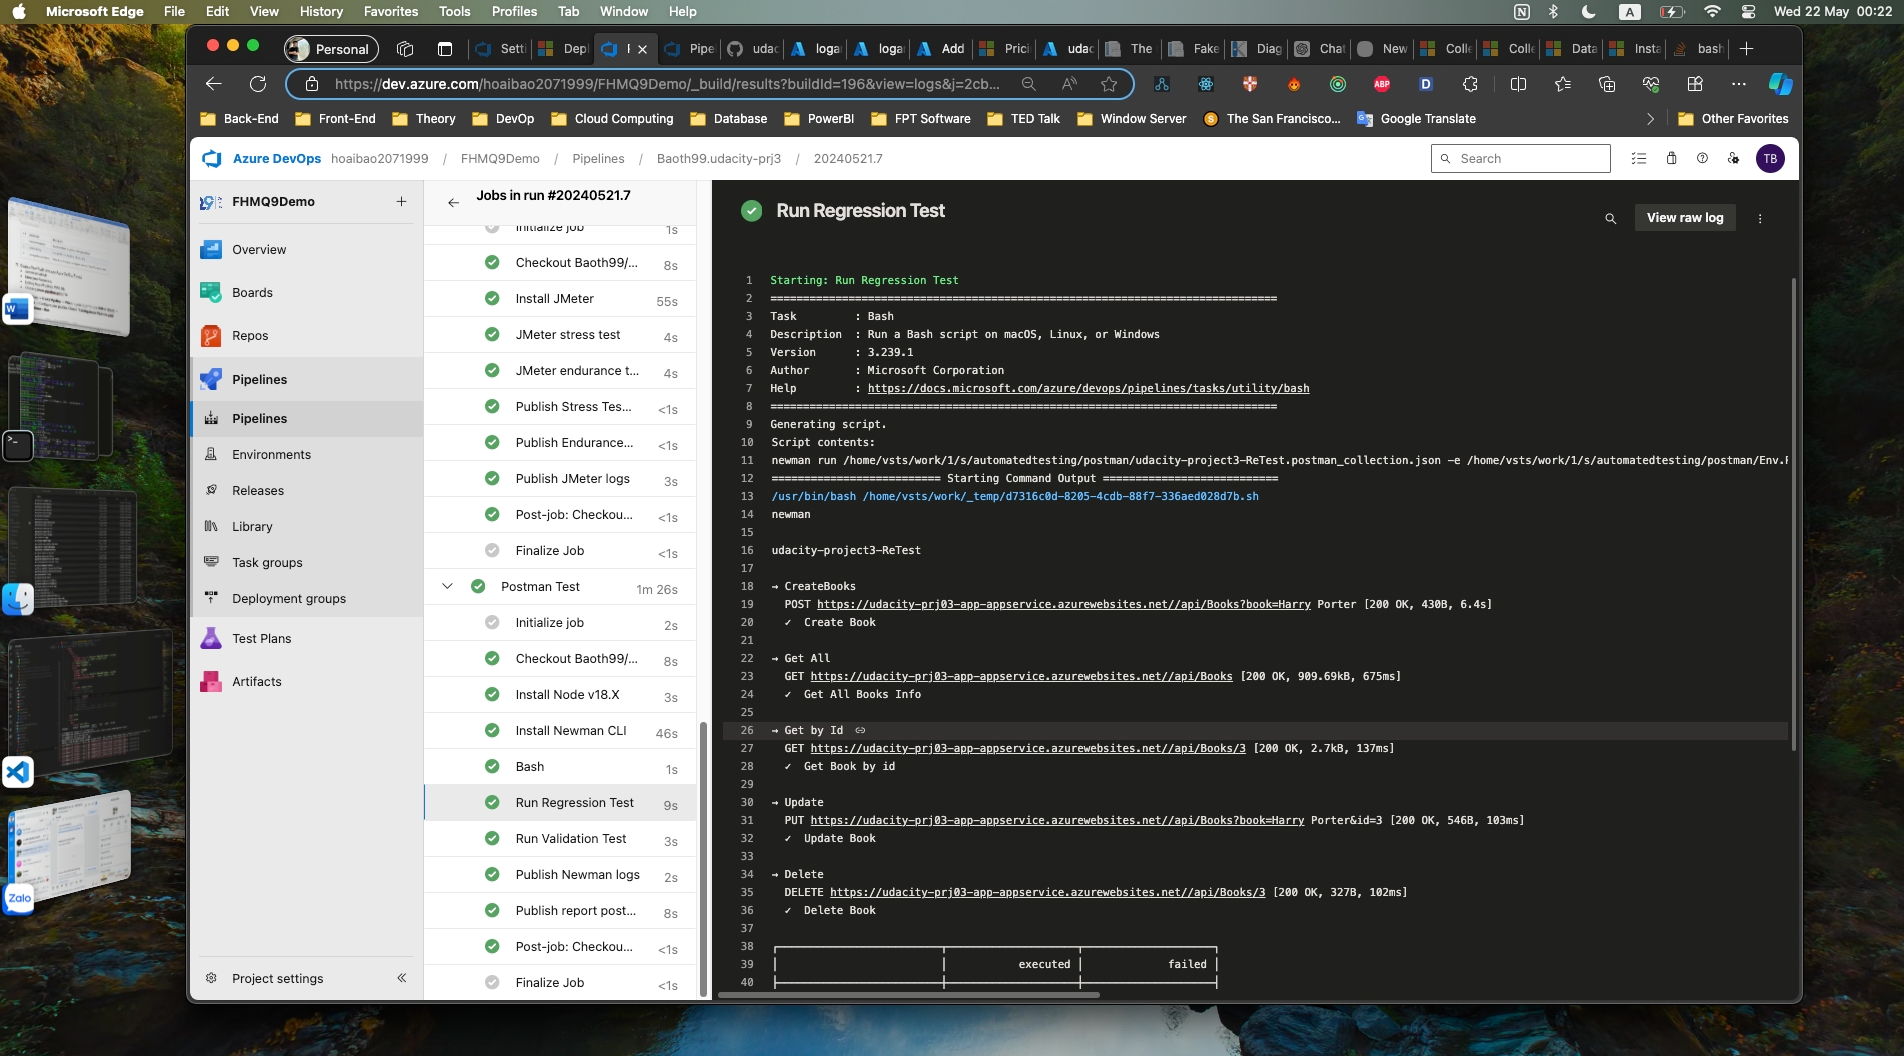 Microsoft Edge File Edit View History Favorites Tools Profiles Tab Window Help A Wed 22 May 00:22
Personal Setti Dep Pipe udac logar logar Add Prici udac The Fake Diag Chat New Colle Colle Data Insta bash
https://dev.azure.com/hoaibao2071999/FHMQ9Demo/_build/results?buildId=196&view=logs&j=2cb... ABP D
Back-End Front-End Theory DevOp Cloud Computing Database PowerBI FPT Software TED Talk Window Server The San Francisco... Google Translate Other Favorites
Azure DevOps hoaibao2071999 / FHMQ9Demo / Pipelines / Baoth99.udacity-prj3 / 20240521.7 Search TB
FHMQ9Demo
Overview
Boards
Repos
Pipelines
Pipelines
Environments
Releases
Library
Task groups
Deployment groups
Test Plans
Artifacts
Project settings
Jobs in run #20240521.7
Initialize job 1s
Checkout Baoth99/... 8s
Install JMeter 55s
JMeter stress test 4s
JMeter endurance t... 4s
Publish Stress Tes... <1s
Publish Endurance... <1s
Publish JMeter logs 3s
Post-job: Checkou... <1s
Finalize Job <1s
Postman Test 1m 26s
Initialize job 2s
Checkout Baoth99/... 8s
Install Node v18.X 3s
Install Newman CLI 46s
Bash 1s
Run Regression Test 9s
Run Validation Test 3s
Publish Newman logs 2s
Publish report post... 8s
Post-job: Checkou... <1s
Finalize Job <1s
Run Regression Test
View raw log
1 Starting: Run Regression Test
2 ==============================================================================
3 Task : Bash
4 Description : Run a Bash script on macOS, Linux, or Windows
5 Version : 3.239.1
6 Author : Microsoft Corporation
7 Help : https://docs.microsoft.com/azure/devops/pipelines/tasks/utility/bash
8 ==============================================================================
9 Generating script.
10 Script contents:
11 newman run /home/vsts/work/1/s/automatedtesting/postman/udacity-project3-ReTest.postman_collection.json -e /home/vsts/work/1/s/automatedtesting/postman/Env.
12 ========================== Starting Command Output ===========================
13 /usr/bin/bash /home/vsts/work/_temp/d7316c0d-8205-4cdb-88f7-336aed028d7b.sh
14 newman
15
16 udacity-project3-ReTest
17
18 → CreateBooks
19 POST https://udacity-prj03-app-appservice.azurewebsites.net//api/Books?book=Harry Porter [200 OK, 430B, 6.4s]
20 ✓ Create Book
21
22 → Get All
23 GET https://udacity-prj03-app-appservice.azurewebsites.net//api/Books [200 OK, 909.69kB, 675ms]
24 ✓ Get All Books Info
25
26 → Get by Id
27 GET https://udacity-prj03-app-appservice.azurewebsites.net//api/Books/3 [200 OK, 2.7kB, 137ms]
28 ✓ Get Book by id
29
30 → Update
31 PUT https://udacity-prj03-app-appservice.azurewebsites.net//api/Books?book=Harry Porter&id=3 [200 OK, 546B, 103ms]
32 ✓ Update Book
33
34 → Delete
35 DELETE https://udacity-prj03-app-appservice.azurewebsites.net//api/Books/3 [200 OK, 327B, 102ms]
36 ✓ Delete Book
37
38
39 executed failed
40
Zalo